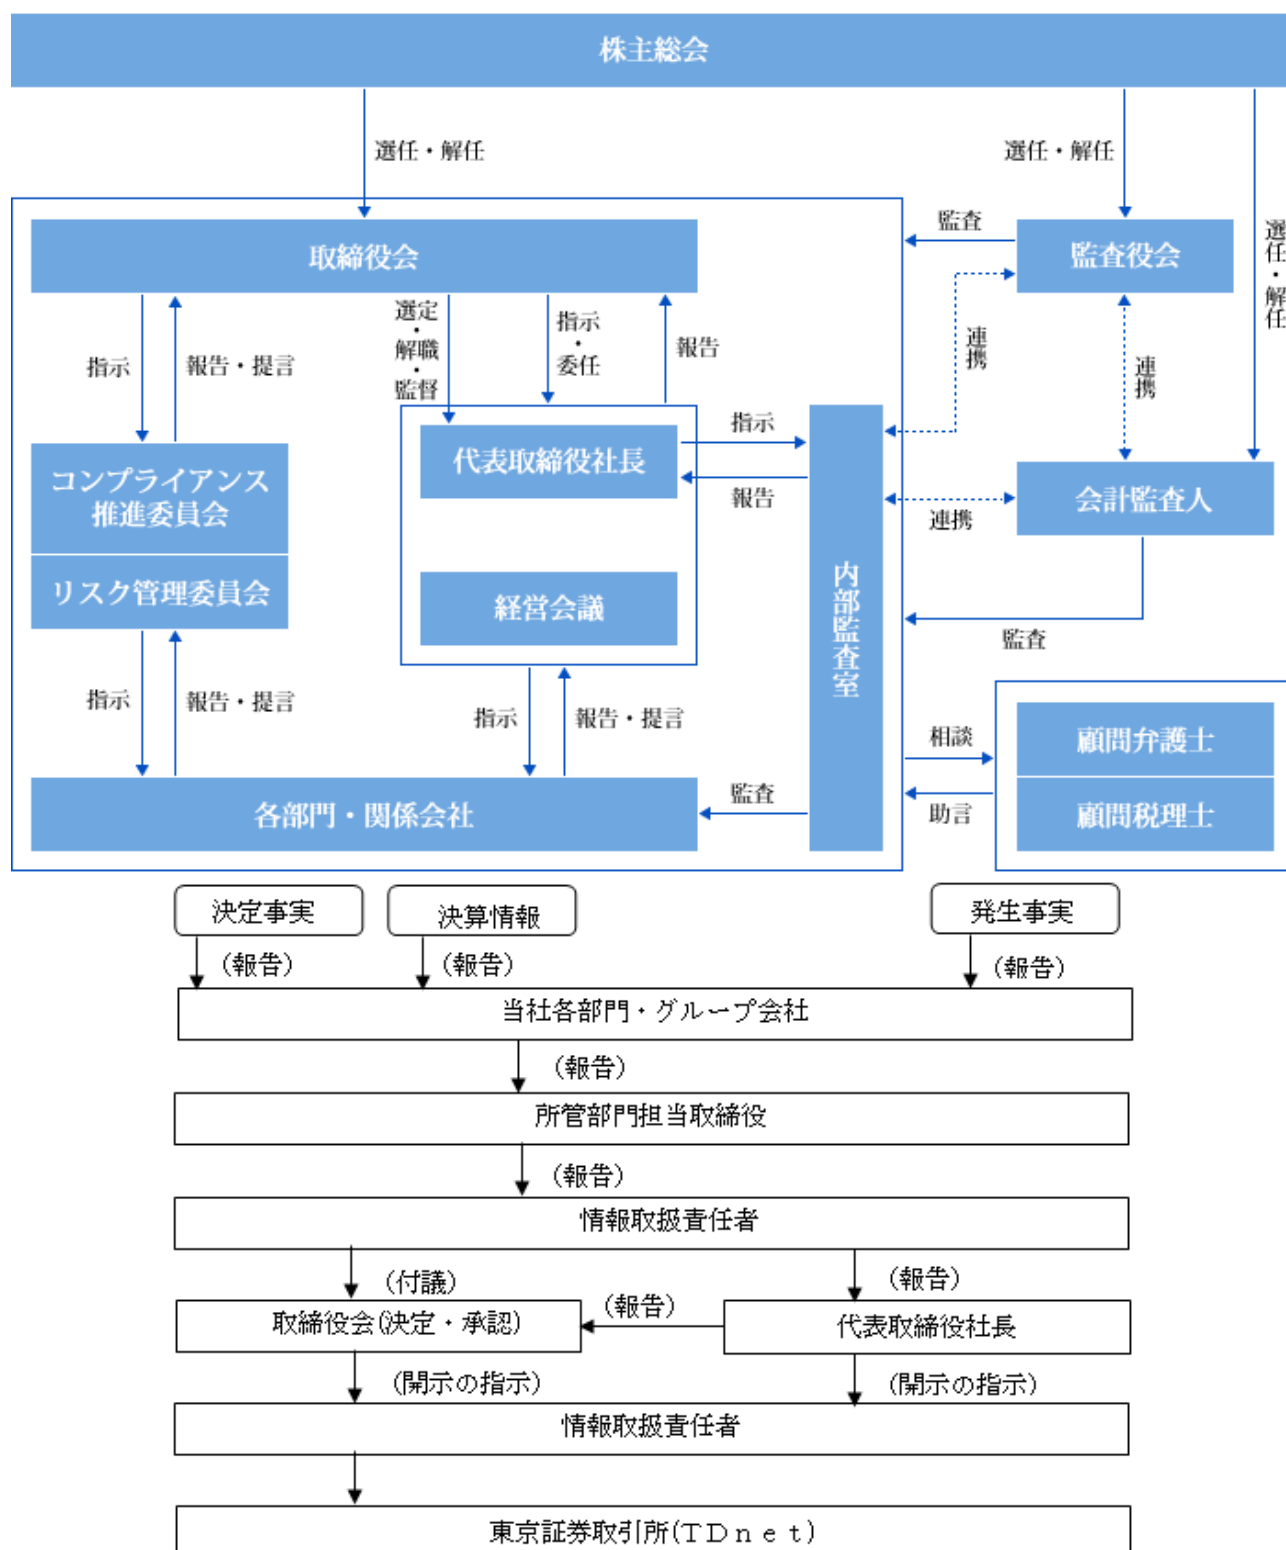 株主総会
選任・解任
選任・解任
選任・解任
取締役会
監査
監査役会
指示
報告・提言
選定・解職・監督
指示・委任
報告
連携
連携
コンプライアンス
推進委員会
リスク管理委員会
代表取締役社長
指示
報告
経営会議
内部監査室
連携
会計監査人
監査
指示
報告・提言
指示
報告・提言
相談
助言
顧問弁護士
顧問税理士
各部門・関係会社
監査
決定事実
決算情報
発生事実
(報告)
(報告)
(報告)
当社各部門・グループ会社
(報告)
所管部門担当取締役
(報告)
情報取扱責任者
(付議)
(報告)
取締役会(決定・承認)
(報告)
代表取締役社長
(開示の指示)
(開示の指示)
情報取扱責任者
東京証券取引所(ＴＤｎｅｔ)